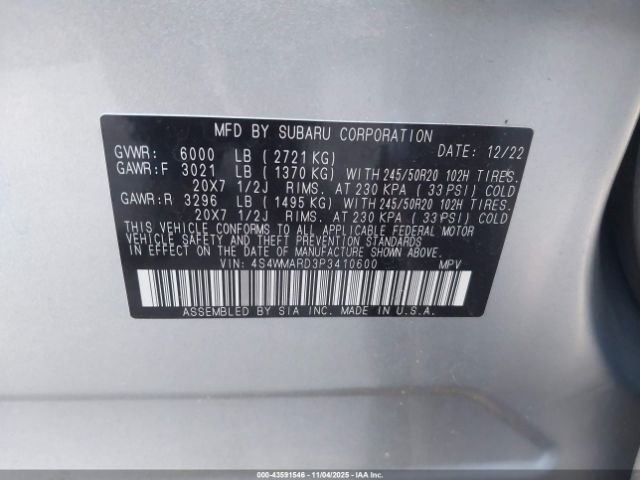 MFD BY SUBARU CORPORATION
GVWR: 6000 LB ( 2721 KG) DATE: 12/22
GAWR:F 3021 LB ( 1370 KG) WITH 245/50R20 102H TIRES.
20X7 1/2J RIMS. AT 230 KPA ( 33 PSI) COLD
GAWR:R 3296 LB ( 1495 KG) WITH 245/50R20 102H TIRES.
20X7 1/2J RIMS. AT 230 KPA ( 33 PSI) COLD
THIS VEHICLE CONFORMS TO ALL APPLICABLE FEDERAL MOTOR
VEHICLE SAFETY AND THEFT PREVENTION STANDARDS IN
EFFECT ON THE DATE OF MANUFACTURE SHOWN ABOVE.
VIN: 4S4WMARD3P3410600 MPV
ASSEMBLED BY SIA INC. MADE IN U.S.A.
000-43591546 - 11/04/2025 - IAA, Inc.